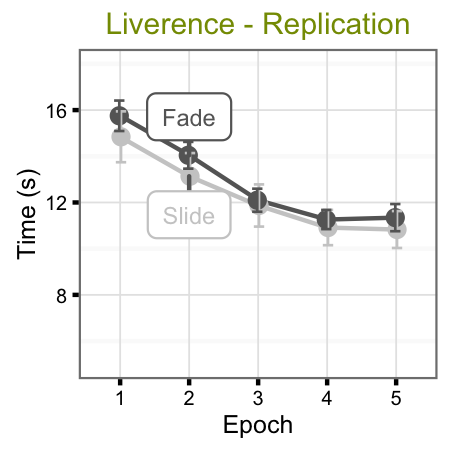 Liverence - Replication
16
Fade
Slide
12
Time (s)
8
1 2 3 4 5
Epoch